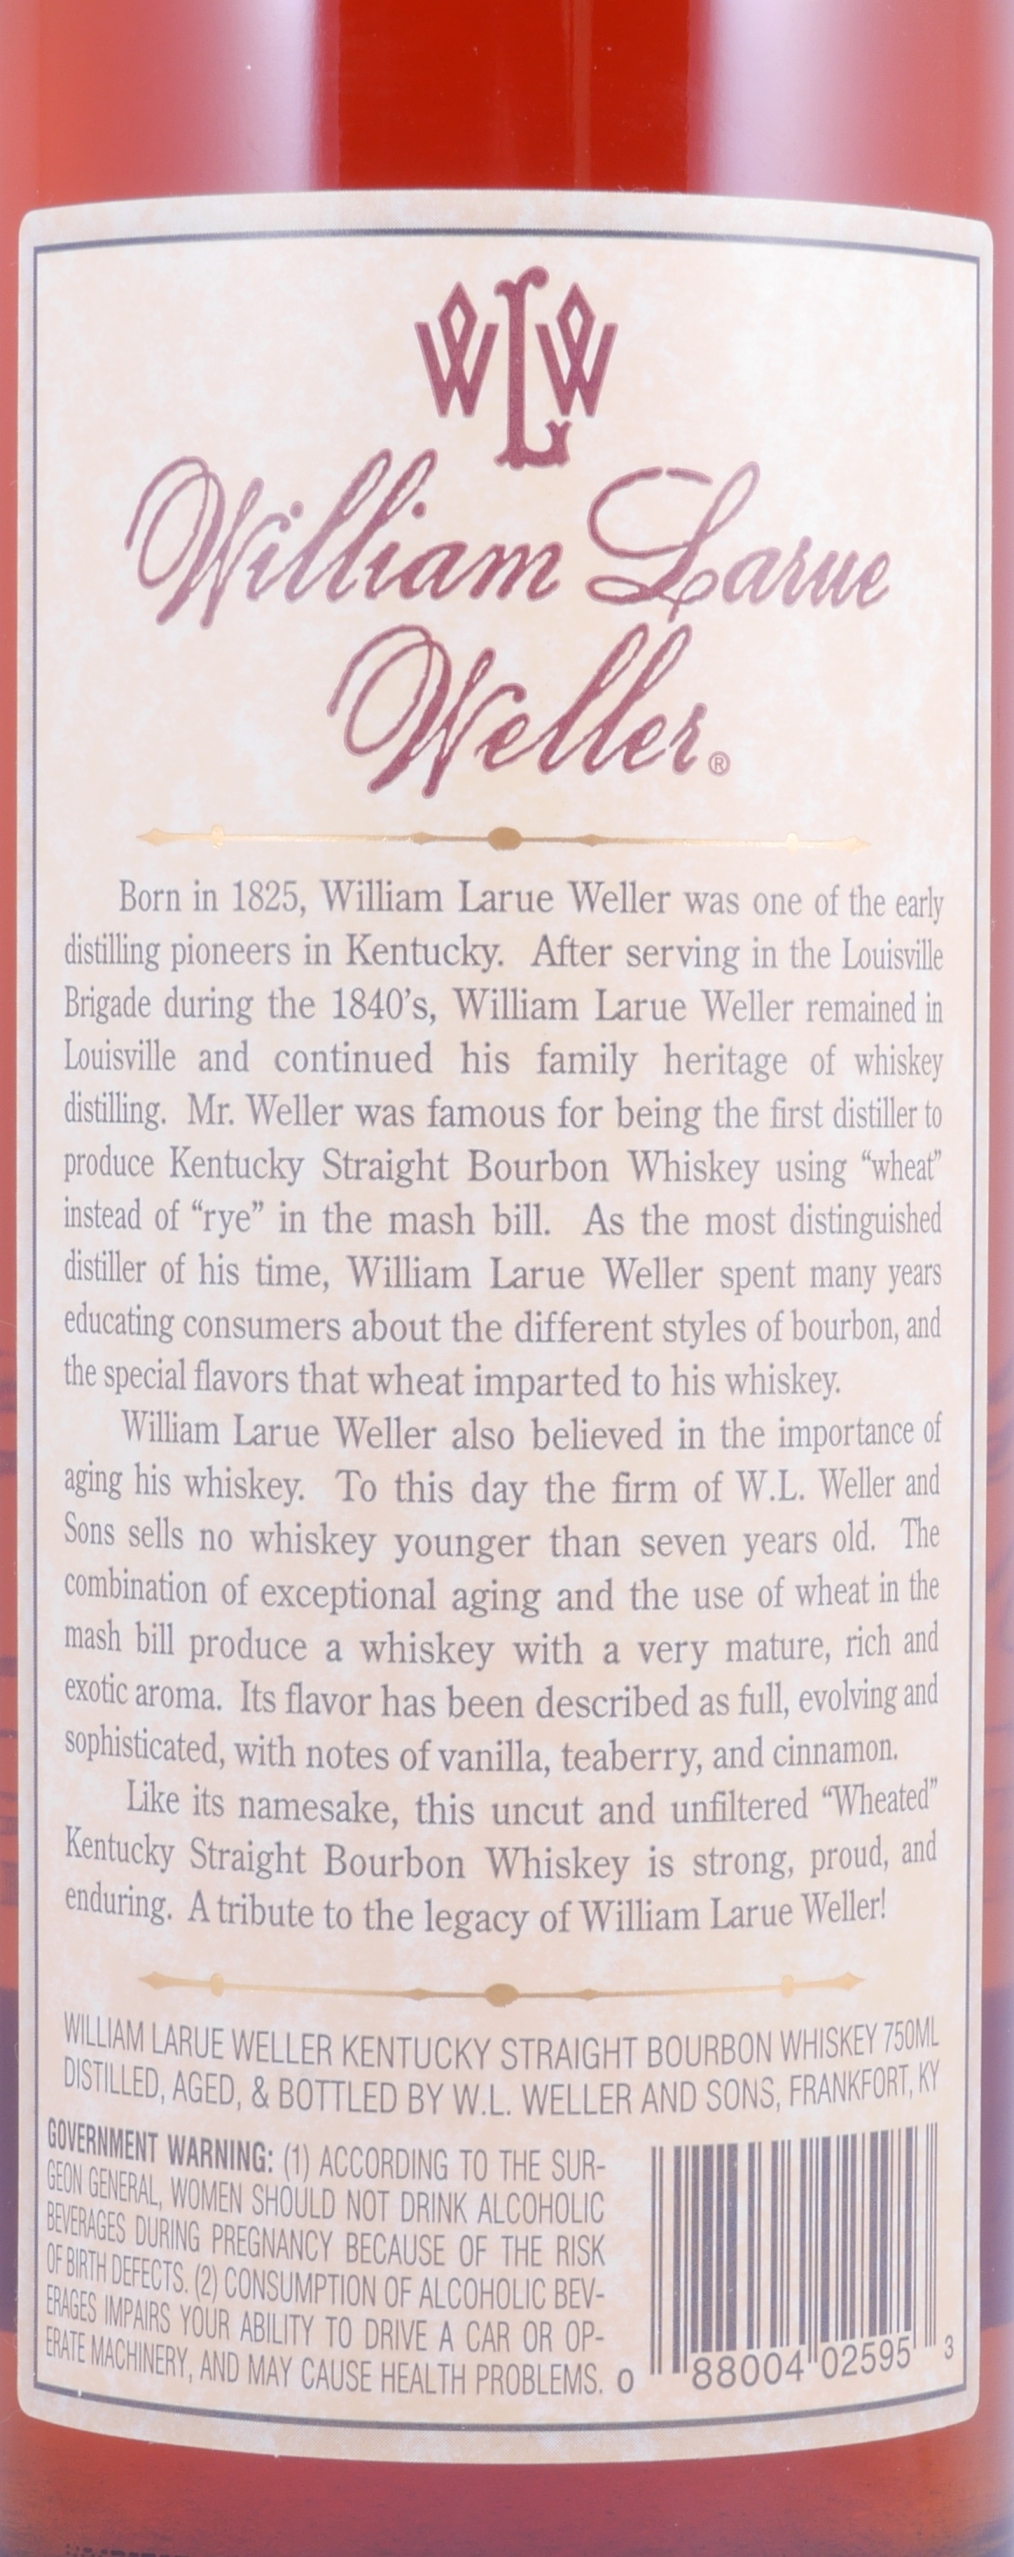 WLW
William Larue
Weller®
Born in 1825, William Larue Weller was one of the early
distilling pioneers in Kentucky. After serving in the Louisville
Brigade during the 1840's, William Larue Weller remained in
Louisville and continued his family heritage of whiskey
distilling. Mr. Weller was famous for being the first distiller to
produce Kentucky Straight Bourbon Whiskey using “wheat”
instead of “rye” in the mash bill. As the most distinguished
distiller of his time, William Larue Weller spent many years
educating consumers about the different styles of bourbon, and
the special flavors that wheat imparted to his whiskey.
William Larue Weller also believed in the importance of
aging his whiskey. To this day the firm of W.L. Weller and
Sons sells no whiskey younger than seven years old. The
combination of exceptional aging and the use of wheat in the
mash bill produce a whiskey with a very mature, rich and
exotic aroma. Its flavor has been described as full, evolving and
sophisticated, with notes of vanilla, teaberry, and cinnamon.
Like its namesake, this uncut and unfiltered “Wheated”
Kentucky Straight Bourbon Whiskey is strong, proud, and
enduring. A tribute to the legacy of William Larue Weller!
WILLIAM LARUE WELLER KENTUCKY STRAIGHT BOURBON WHISKEY 750ML
DISTILLED, AGED, & BOTTLED BY W.L. WELLER AND SONS, FRANKFORT, KY
GOVERNMENT WARNING: (1) ACCORDING TO THE SUR-
GEON GENERAL, WOMEN SHOULD NOT DRINK ALCOHOLIC
BEVERAGES DURING PREGNANCY BECAUSE OF THE RISK
OF BIRTH DEFECTS. (2) CONSUMPTION OF ALCOHOLIC BEV-
ERAGES IMPAIRS YOUR ABILITY TO DRIVE A CAR OR OP-
ERATE MACHINERY, AND MAY CAUSE HEALTH PROBLEMS.
0 88004 02595 3